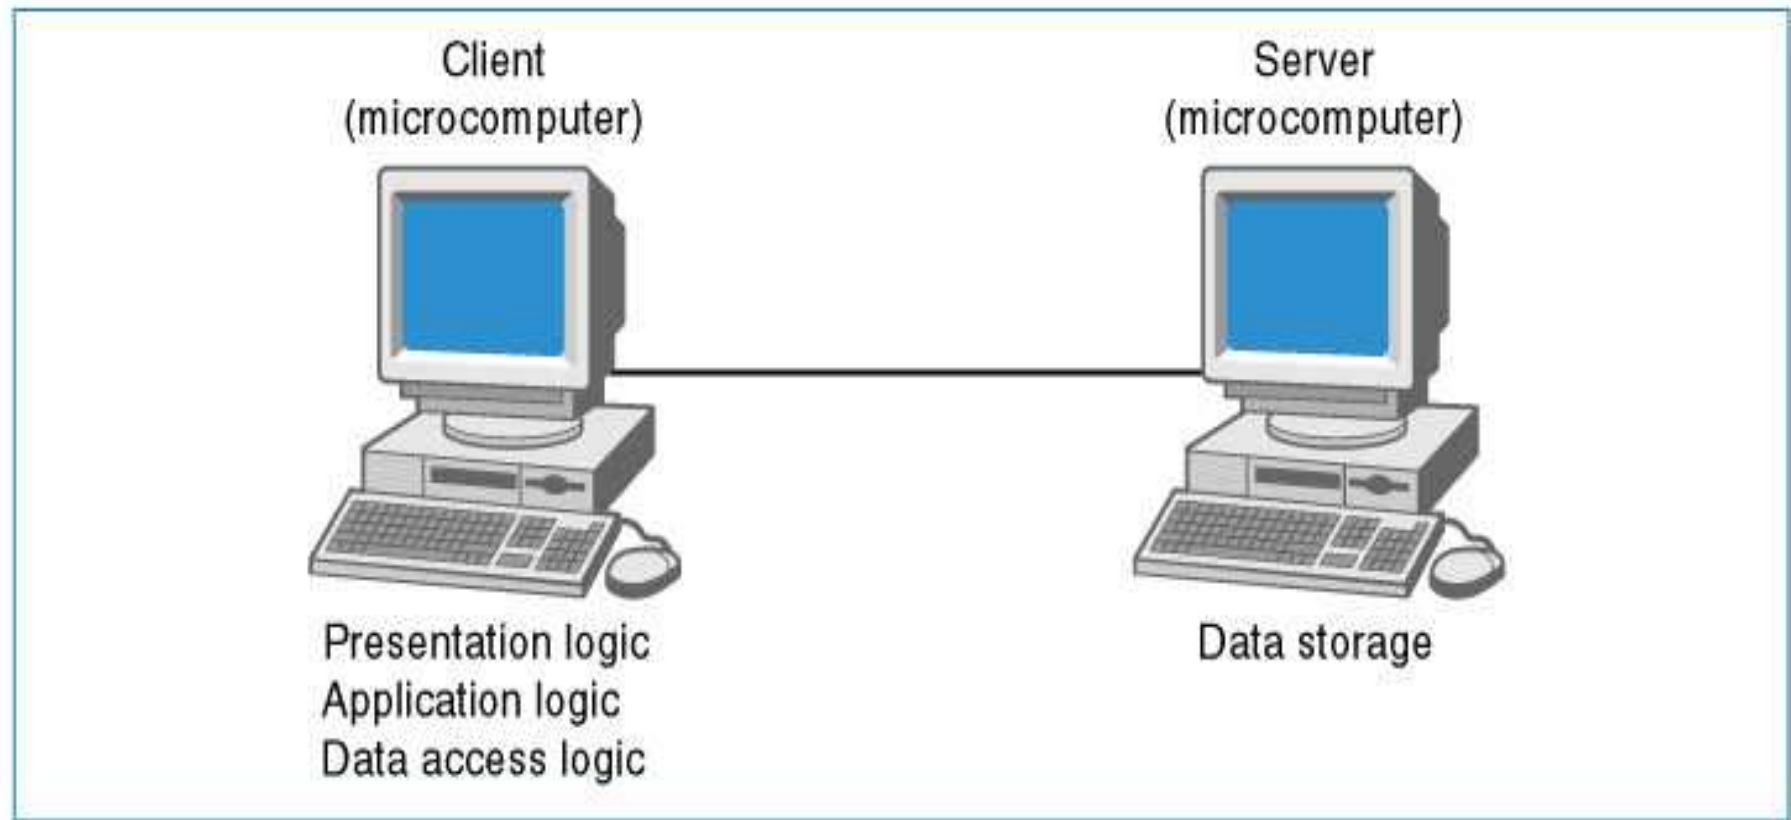 Client
(microcomputer)
Server
(microcomputer)
Presentation logic
Application logic
Data access logic
Data storage